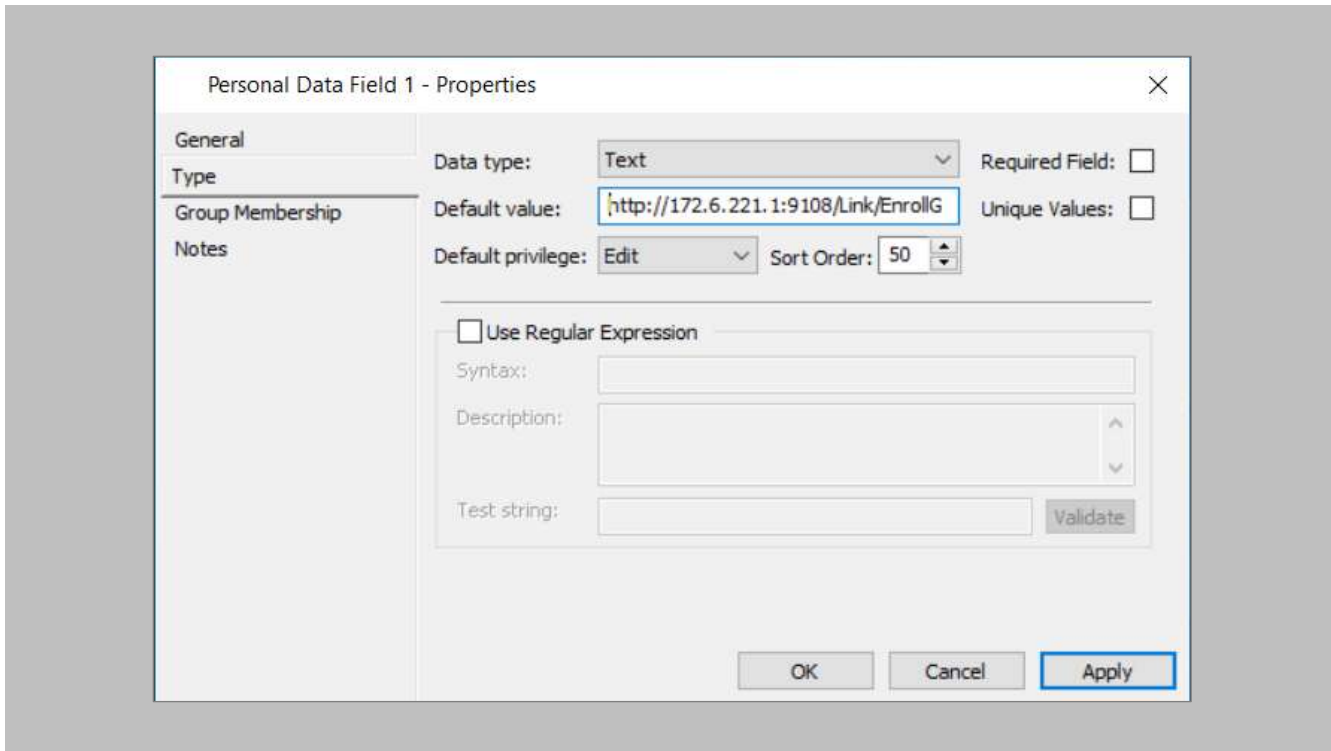 Personal Data Field 1 - Properties
General
Type
Group Membership
Notes
Data type:
Text
Required Field:
Default value:
http://172.6.221.1:9108/Link/EnrollG
Unique Values:
Default privilege:
Edit
Sort Order:
50
Use Regular Expression
Syntax:
Description:
Test string:
Validate
OK
Cancel
Apply